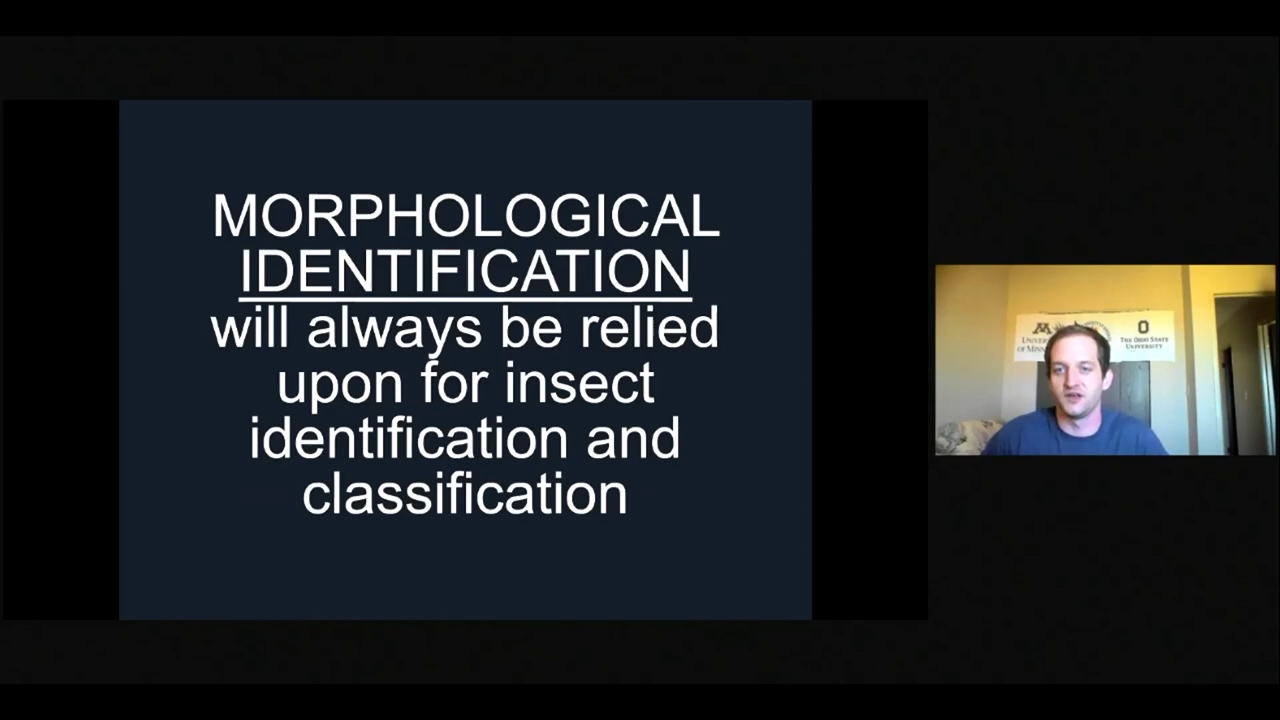 MORPHOLOGICAL
IDENTIFICATION
will always be relied
upon for insect
identification and
classification
M
O
THE OHIO STATE
UNIVERSITY